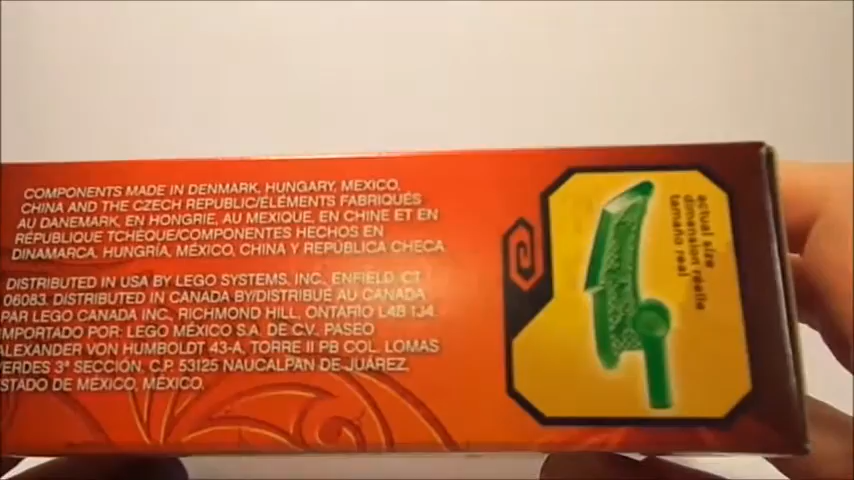 COMPONENTS MADE IN DENMARK, HUNGARY, MEXICO,
CHINA AND THE CZECH REPUBLIC/ÉLÉMENTS FABRIQUÉS
AU DANEMARK, EN HONGRIE, AU MEXIQUE, EN CHINE ET EN
RÉPUBLIQUE TCHÈQUE/COMPONENTES HECHOS EN
DINAMARCA, HUNGRÍA, MÉXICO, CHINA Y REPÚBLICA CHECA
DISTRIBUTED IN USA BY LEGO SYSTEMS, INC., ENFIELD CT
06083. DISTRIBUTED IN CANADA BY/DISTRIBUÉ AU CANADA
PAR LEGO CANADA INC., RICHMOND HILL, ONTARIO L4B 1J4.
IMPORTADO POR: LEGO MÉXICO S.A. DE C.V. PASEO
ALEXANDER VON HUMBOLDT 43-A, TORRE II PB COL. LOMAS
VERDES 3ª SECCIÓN, C.P. 53125 NAUCALPAN DE JUÁREZ,
ESTADO DE MÉXICO, MÉXICO.
actual size
dimension réelle
tamaño real